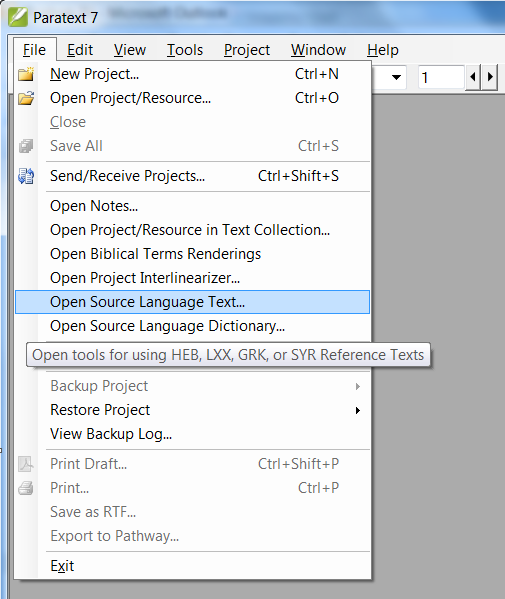 Paratext 7
File Edit View Tools Project Window Help
New Project... Ctrl+N
1
Open Project/Resource... Ctrl+O
Close
Save All Ctrl+S
Send/Receive Projects... Ctrl+Shift+S
Open Notes...
Open Project/Resource in Text Collection...
Open Biblical Terms Renderings
Open Project Interlinearizer...
Open Source Language Text...
Open Source Language Dictionary...
Open tools for using HEB, LXX, GRK, or SYR Reference Texts
Backup Project
Restore Project
View Backup Log...
Print Draft... Ctrl+Shift+P
Print... Ctrl+P
Save as RTF...
Export to Pathway...
Exit